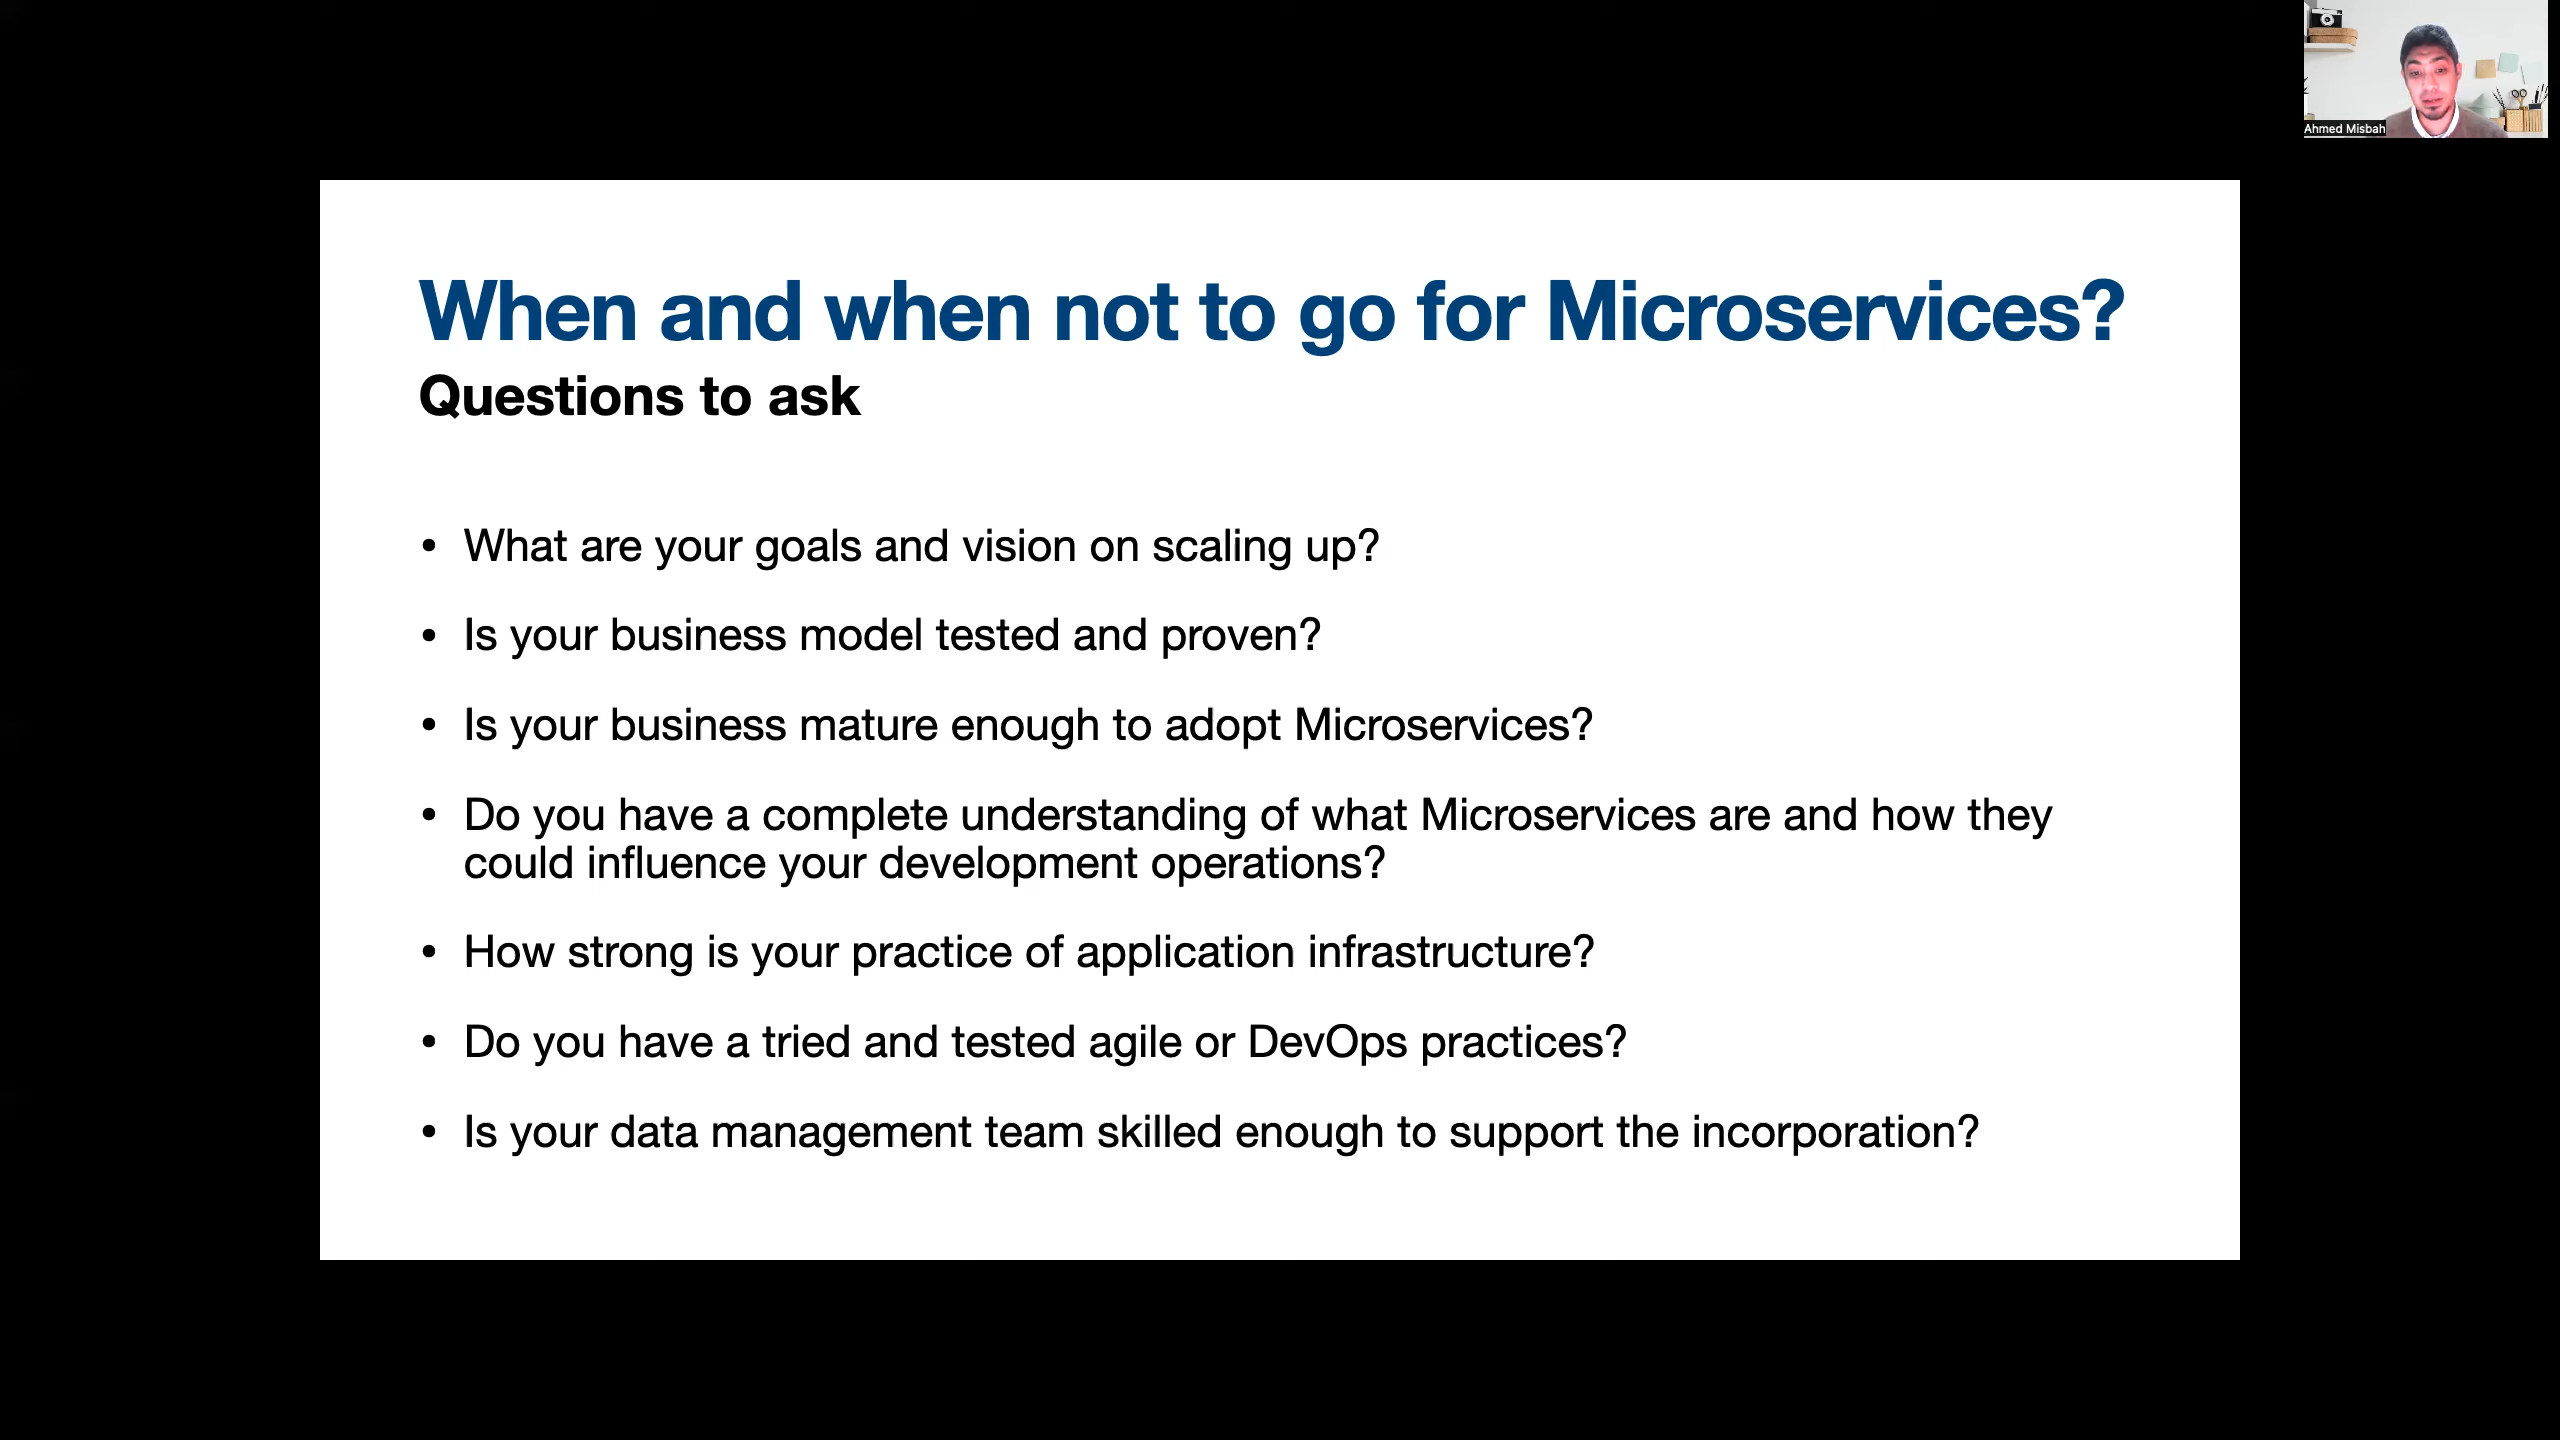 Ahmed Misbah
When and when not to go for Microservices?
Questions to ask
• What are your goals and vision on scaling up?
• Is your business model tested and proven?
• Is your business mature enough to adopt Microservices?
• Do you have a complete understanding of what Microservices are and how they
could influence your development operations?
• How strong is your practice of application infrastructure?
• Do you have a tried and tested agile or DevOps practices?
• Is your data management team skilled enough to support the incorporation?